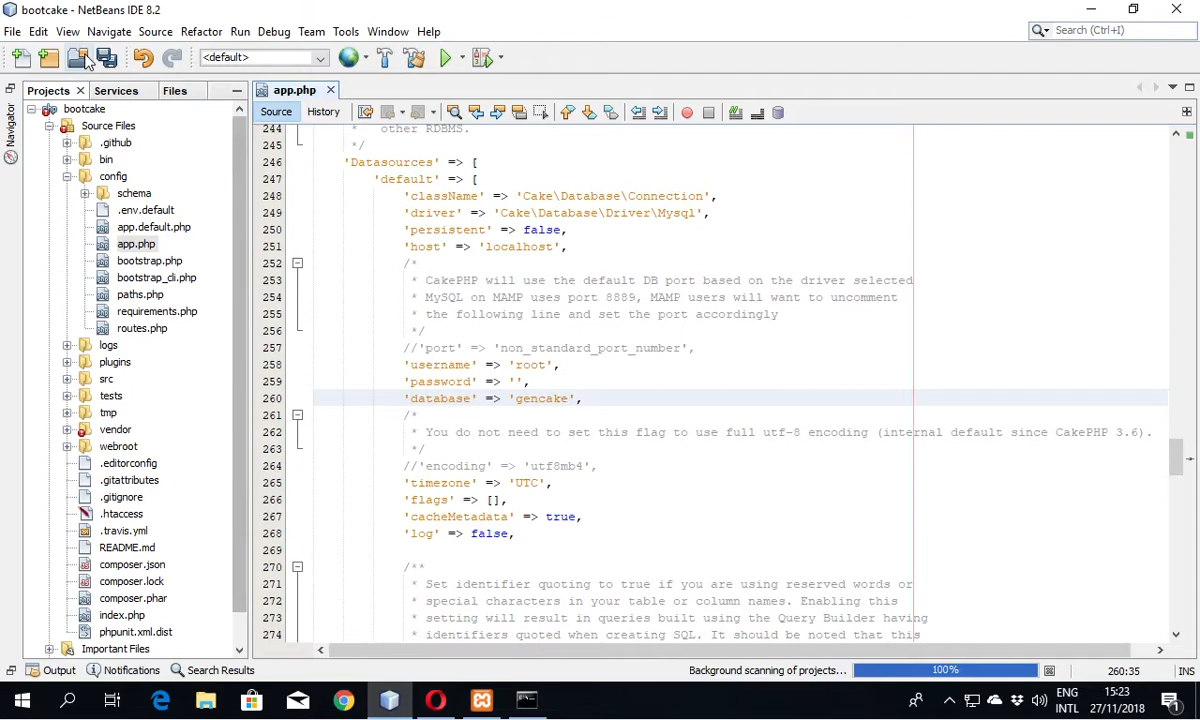 bootcake - NetBeans IDE 8.2
File Edit View Navigate Source Refactor Run Debug Team Tools Window Help
Search (Ctrl+I)
<default>
Projects Services Files
app.php
Navigator
Source History
bootcake
Source Files
.github
bin
config
schema
.env.default
app.default.php
app.php
bootstrap.php
bootstrap_cli.php
paths.php
requirements.php
routes.php
logs
plugins
src
tests
tmp
vendor
webroot
.editorconfig
.gitattributes
.gitignore
.htaccess
.travis.yml
README.md
composer.json
composer.lock
composer.phar
index.php
phpunit.xml.dist
Important Files
244 * other RDBMS.
245 */
246 'Datasources' => [
247 'default' => [
248 'className' => 'Cake\Database\Connection',
249 'driver' => 'Cake\Database\Driver\Mysql',
250 'persistent' => false,
251 'host' => 'localhost',
252 /*
253 * CakePHP will use the default DB port based on the driver selected
254 * MySQL on MAMP uses port 8889, MAMP users will want to uncomment
255 * the following line and set the port accordingly
256 */
257 //'port' => 'non_standard_port_number',
258 'username' => 'root',
259 'password' => '',
260 'database' => 'gencake',
261 /*
262 * You do not need to set this flag to use full utf-8 encoding (internal default since CakePHP 3.6).
263 */
264 //'encoding' => 'utf8mb4',
265 'timezone' => 'UTC',
266 'flags' => [],
267 'cacheMetadata' => true,
268 'log' => false,
269
270 /**
271 * Set identifier quoting to true if you are using reserved words or
272 * special characters in your table or column names. Enabling this
273 * setting will result in queries built using the Query Builder having
274 * identifiers quoted when creating SQL. It should be noted that this
Output Notifications Search Results
Background scanning of projects... 100%
260:35 INS
ENG
INTL
15:23
27/11/2018
1